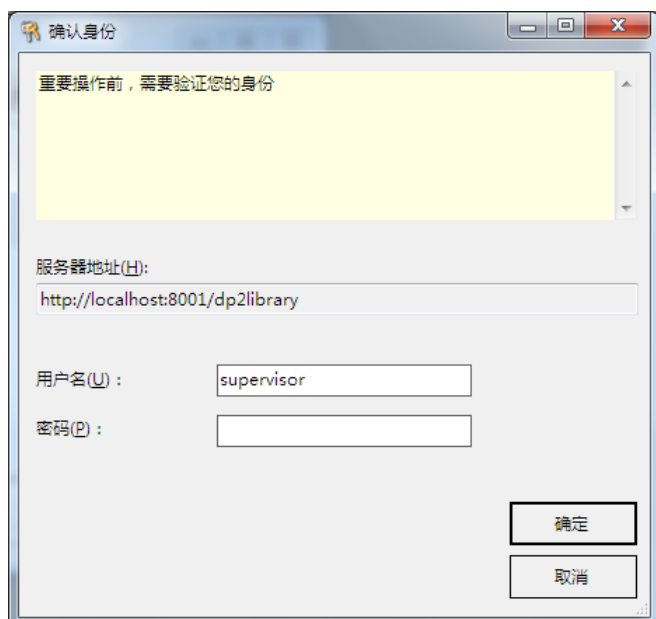 确认身份
重要操作前，需要验证您的身份
服务器地址(H):
http://localhost:8001/dp2library
用户名(U)：
supervisor
密码(P)：
确定
取消